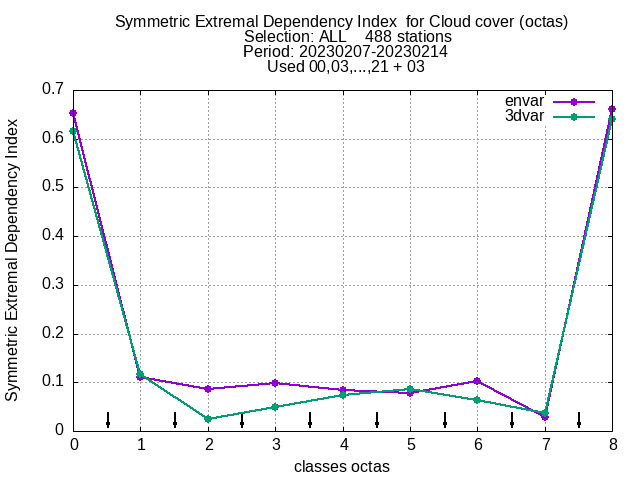 Symmetric Extremal Dependency Index  for Cloud cover (octas)
Selection: ALL    488 stations
Period: 20230207-20230214
Used 00,03,...,21 + 03
Symmetric Extremal Dependency Index
0.7
0.6
0.5
0.4
0.3
0.2
0.1
0
envar
3dvar
0 1 2 3 4 5 6 7 8
classes octas